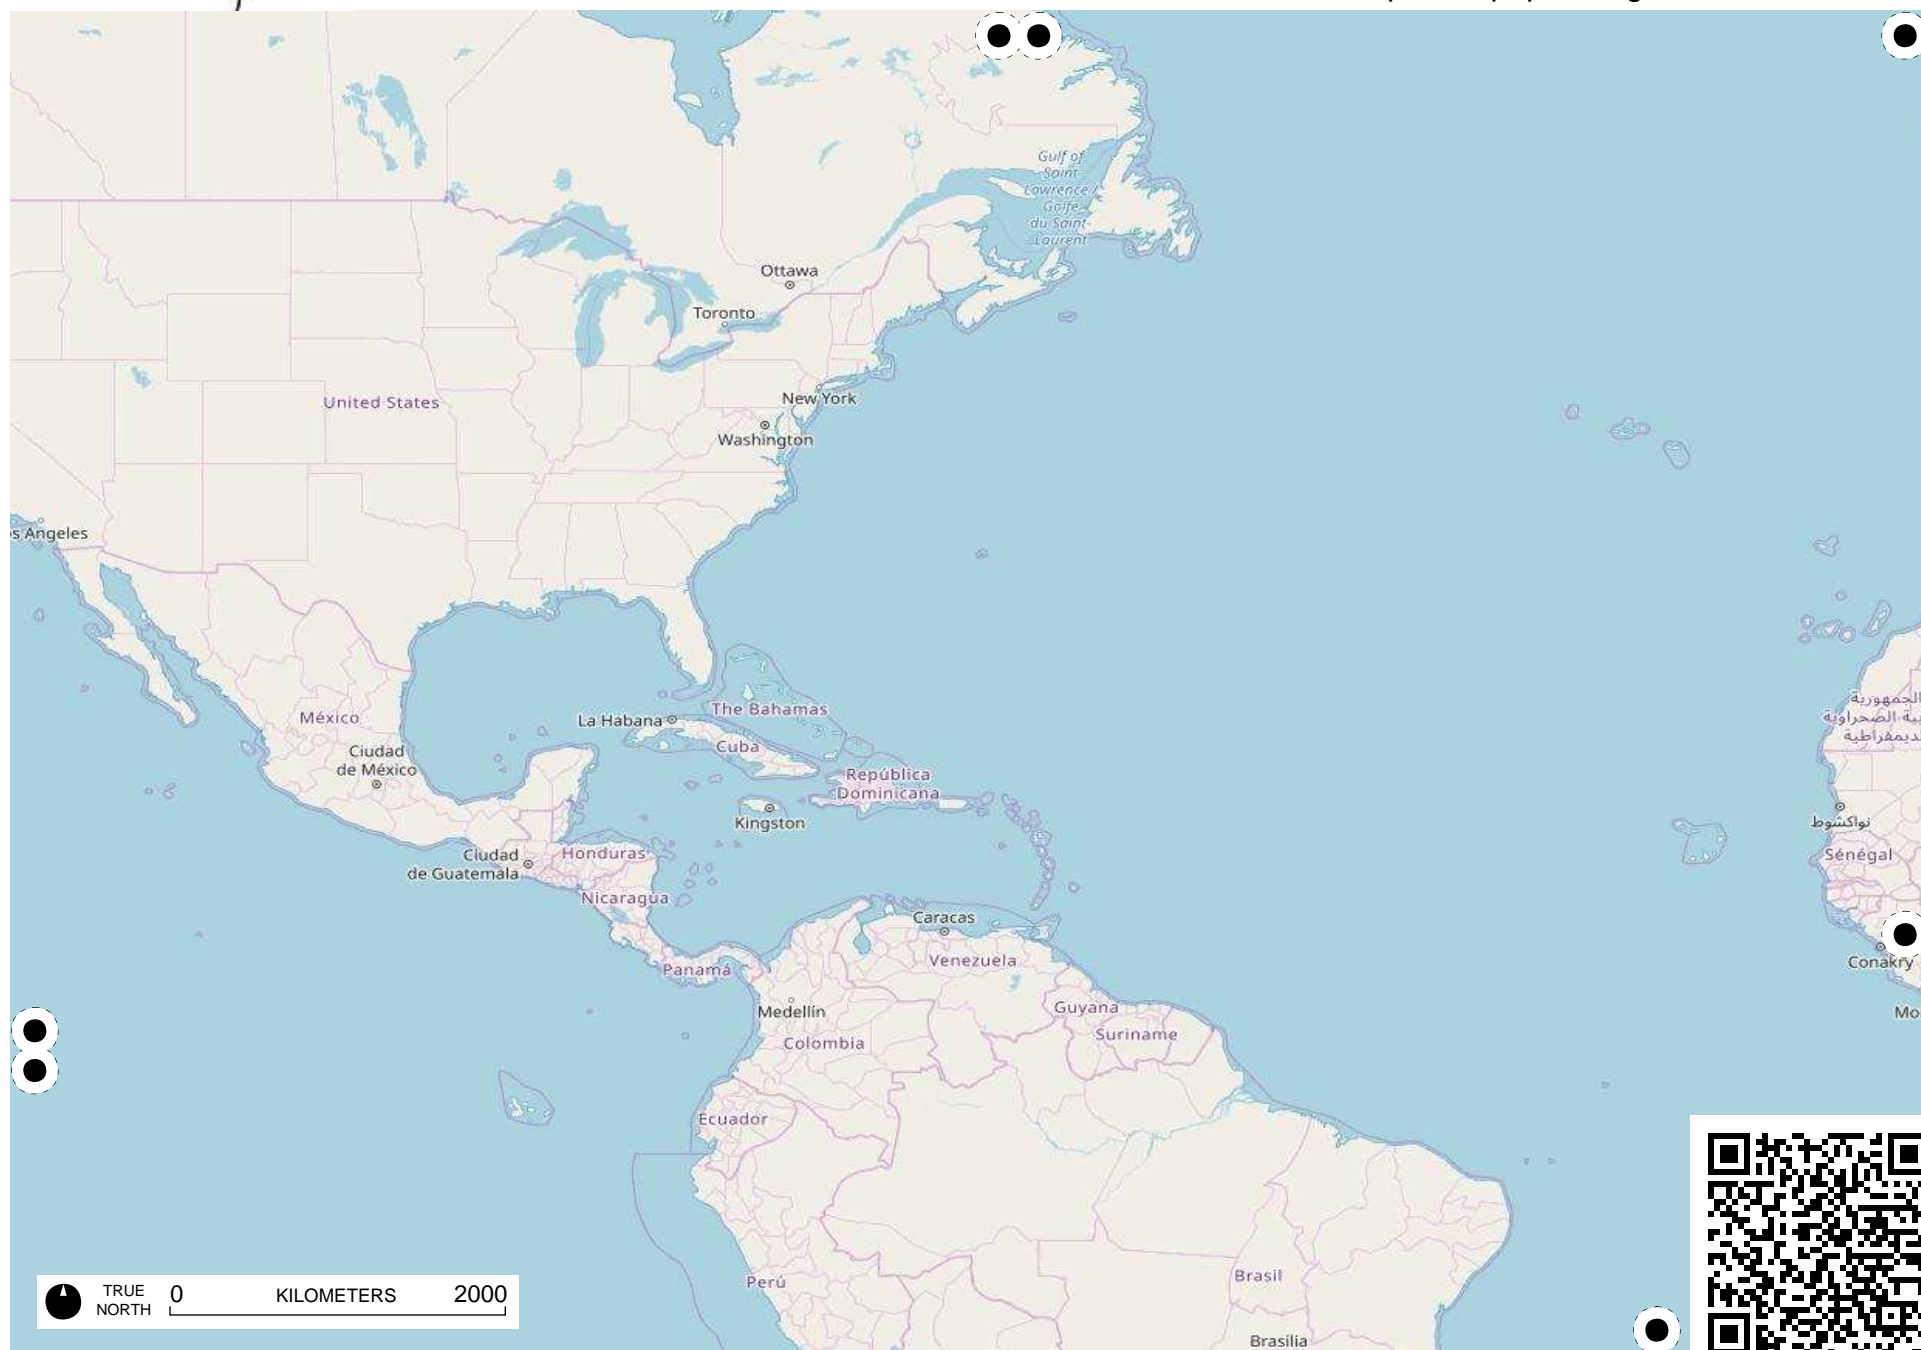 Gulf of
Saint
Lawrence /
Golfe
du Saint-
Laurent
Ottawa
Toronto
New York
United States
Washington
s Angeles
México
La Habana
The Bahamas
Cuba
Ciudad
de México
República
Dominicana
Kingston
Ciudad
de Guatemala
Honduras
Nicaragua
Caracas
Venezuela
Panamá
Medellín
Guyana
Suriname
Colombia
Ecuador
نواكشوط
Sénégal
Conakry
Mo
Perú
Brasil
Brasília
TRUE
NORTH
0 KILOMETERS 2000